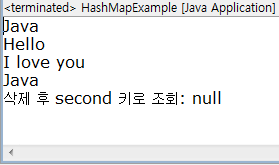 <terminated> HashMapExample [Java Application]
Java
Hello
I love you
Java
삭제 후 second 키로 조회: null